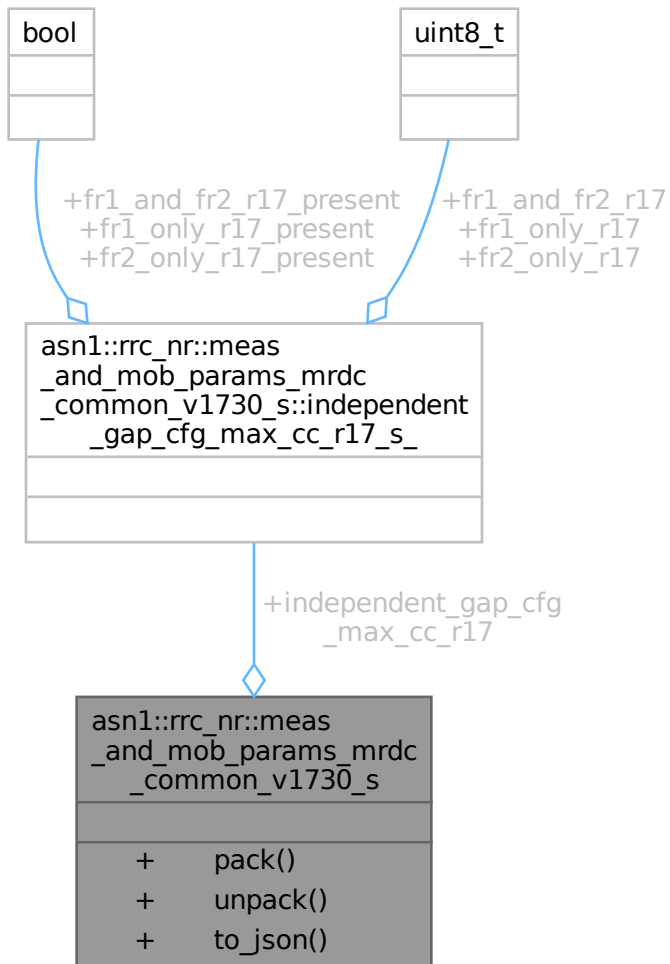 bool
uint8_t
+fr1_and_fr2_r17_present
+fr1_only_r17_present
+fr2_only_r17_present
+fr1_and_fr2_r17
+fr1_only_r17
+fr2_only_r17
asn1::rrc_nr::meas
_and_mob_params_mrdc
_common_v1730_s::independent
_gap_cfg_max_cc_r17_s_
+independent_gap_cfg
_max_cc_r17
asn1::rrc_nr::meas
_and_mob_params_mrdc
_common_v1730_s
+ pack()
+ unpack()
+ to_json()